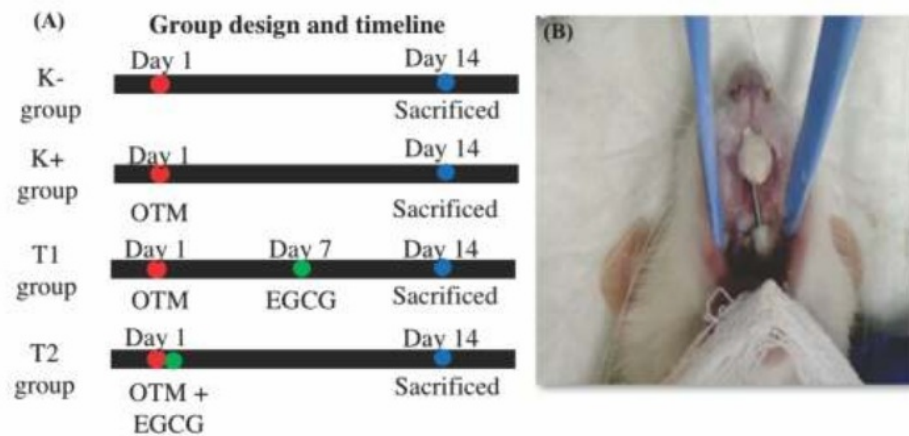 (A) Group design and timeline
Day 1 Day 14
K-
group
Sacrificed
Day 1 Day 14
K+
group
OTM Sacrificed
Day 1 Day 7 Day 14
T1
group
OTM EGCG Sacrificed
Day 1 Day 14
T2
group
OTM + Sacrificed
EGCG
(B)